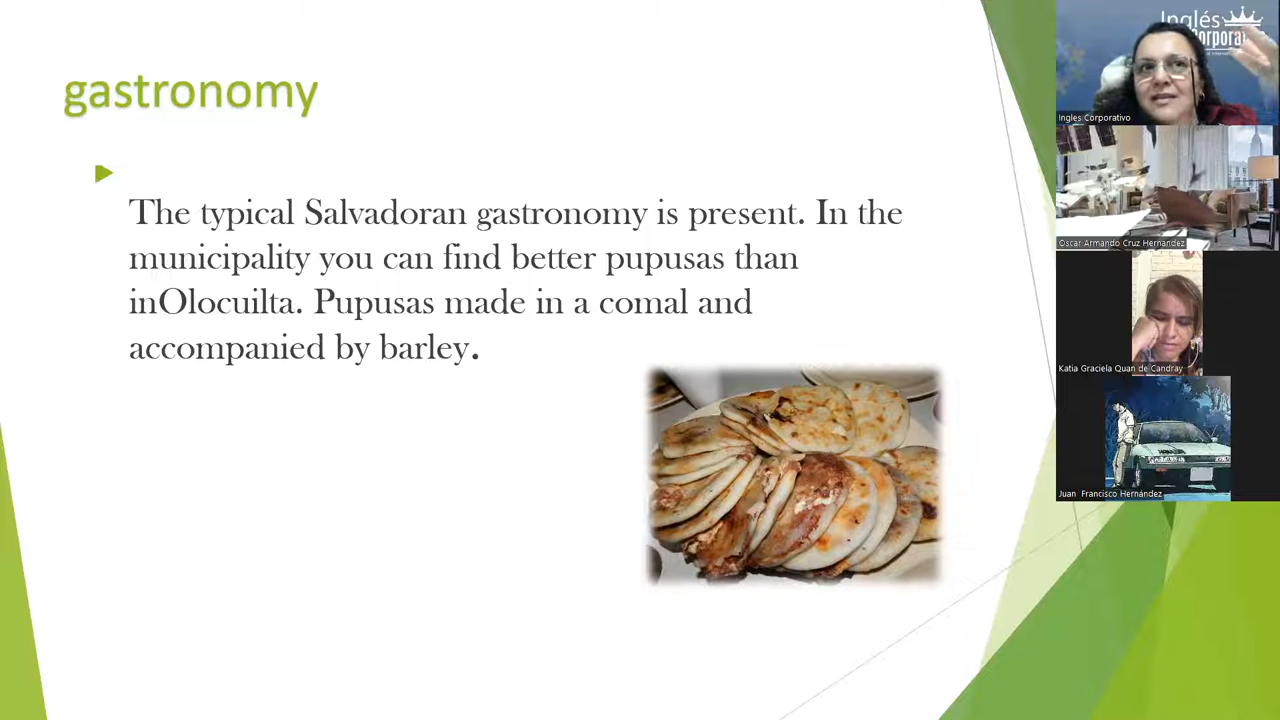 gastronomy
The typical Salvadoran gastronomy is present. In the
municipality you can find better pupusas than
inOlocuilta. Pupusas made in a comal and
accompanied by barley.
Inglés
Corporativo
Ingles Corporativo
Oscar Armando Cruz Hernandez
Katia Graciela Quan de Candray
Juan Francisco Hernández